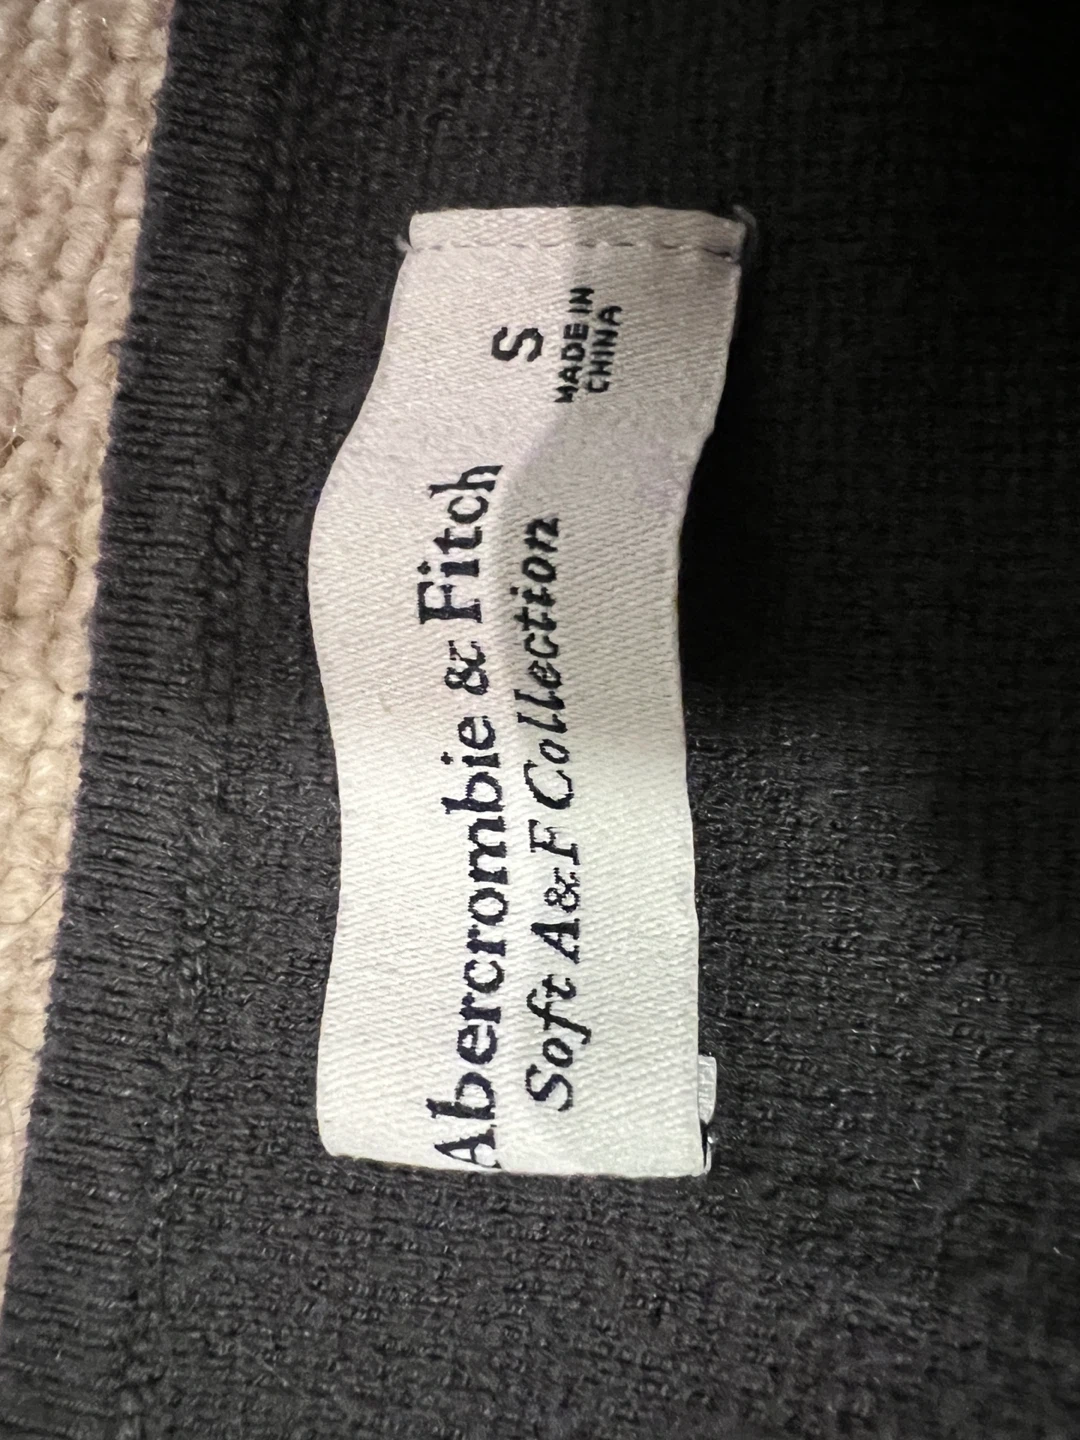 Abercrombie & Fitch
Soft A&F Collection
S
MADE IN
CHINA